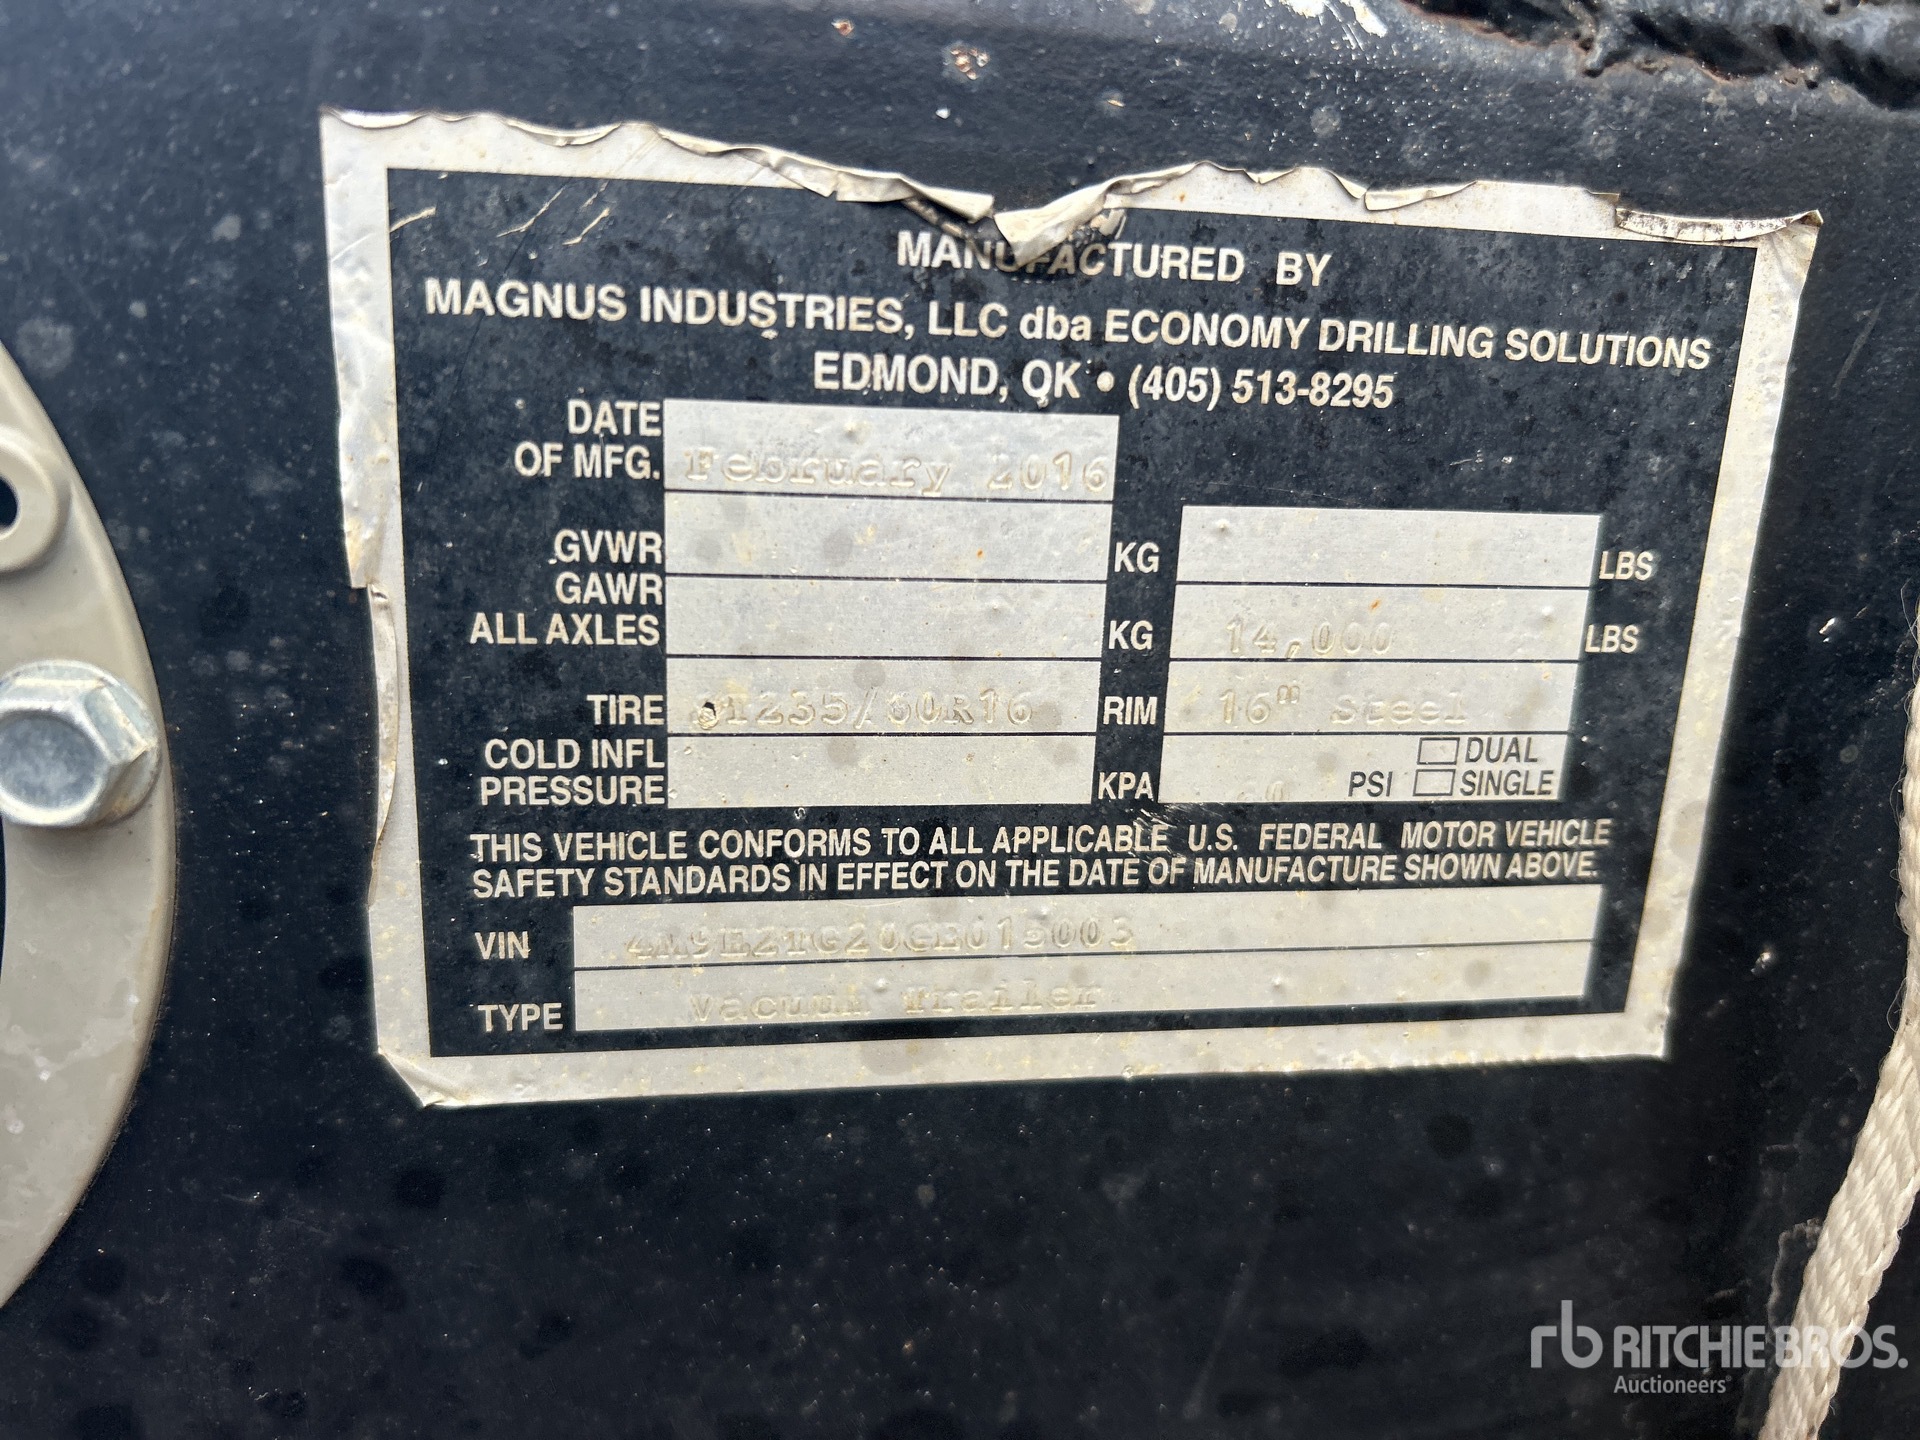 MANUFACTURED BY
MAGNUS INDUSTRIES, LLC dba ECONOMY DRILLING SOLUTIONS
EDMOND, OK • (405) 513-8295
DATE
OF MFG. February 2016
GVWR KG LBS
GAWR
ALL AXLES KG 14,000 LBS
TIRE RIM 16" Steel
COLD INFL
PRESSURE KPA PSI DUAL
SINGLE
THIS VEHICLE CONFORMS TO ALL APPLICABLE U.S. FEDERAL MOTOR VEHICLE
SAFETY STANDARDS IN EFFECT ON THE DATE OF MANUFACTURE SHOWN ABOVE.
VIN
TYPE Vacuum Trailer
rb RITCHIE BROS.
Auctioneers